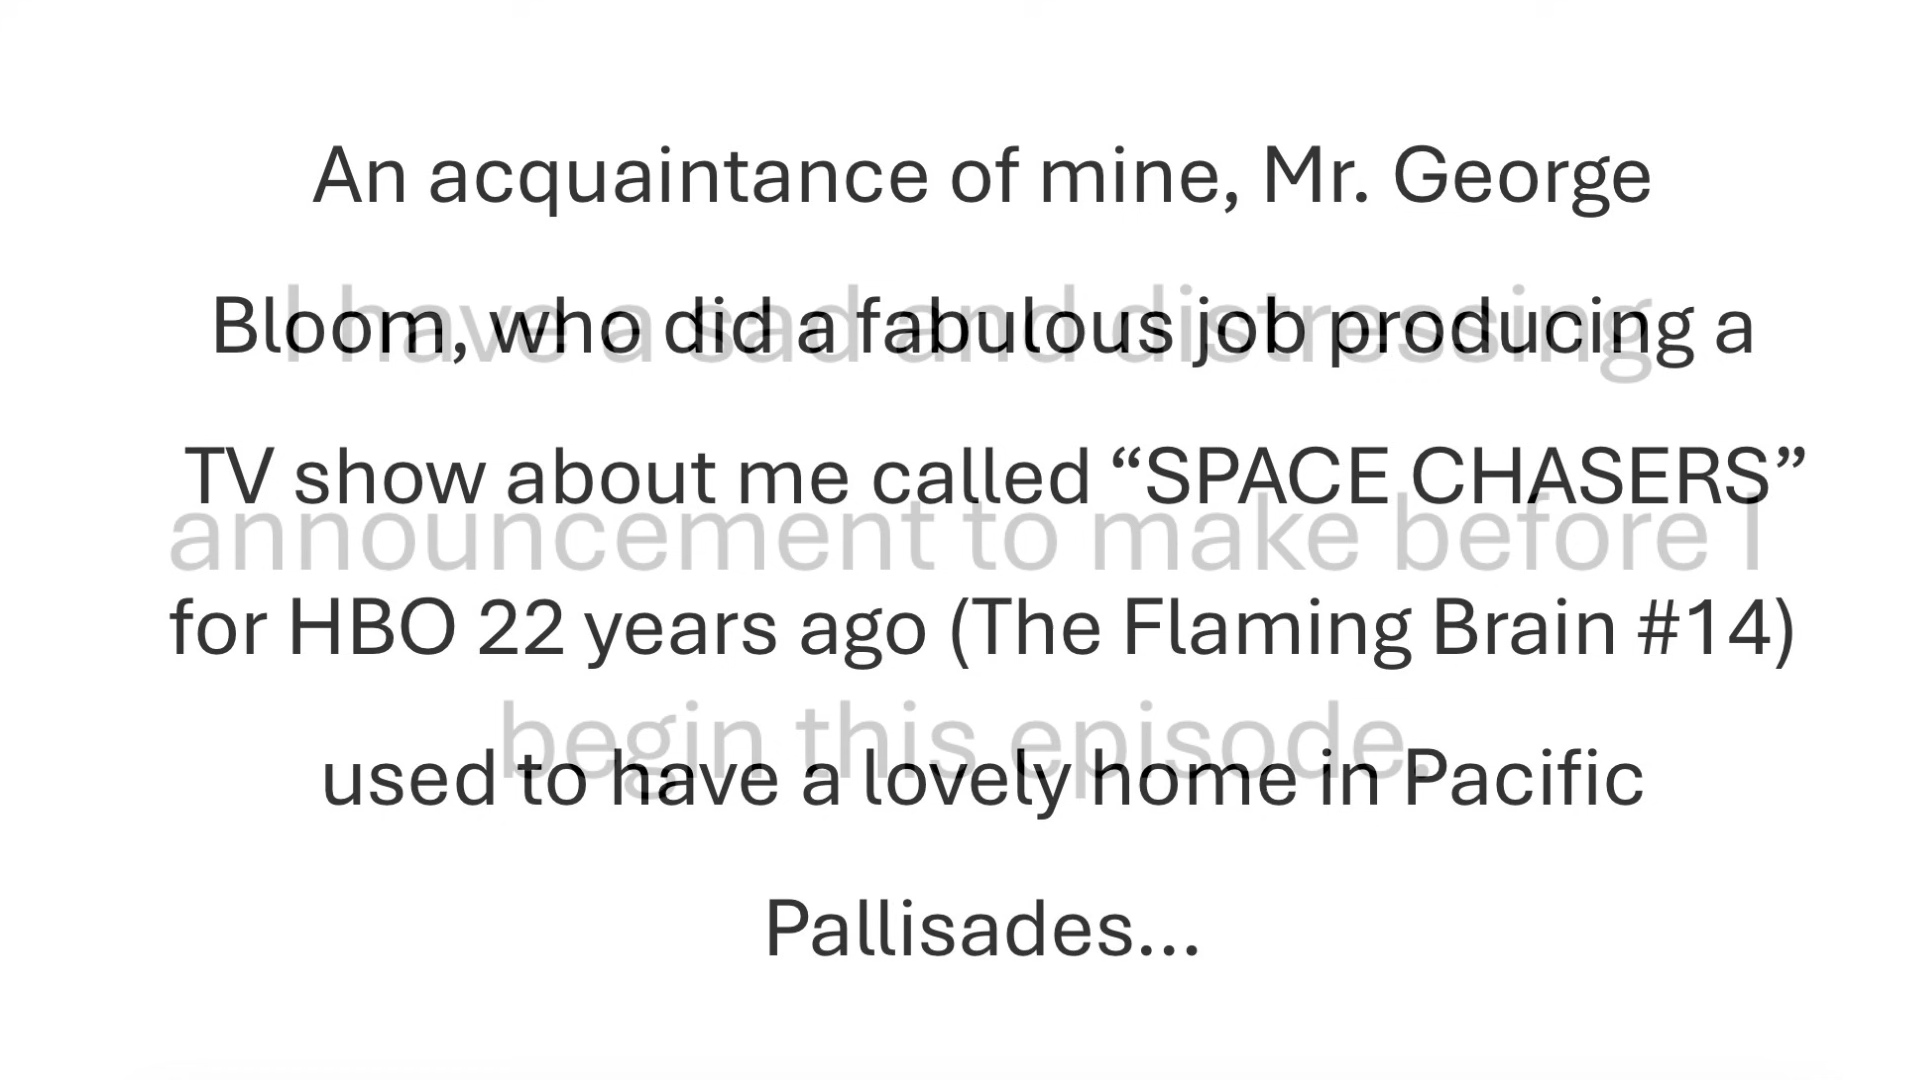 An acquaintance of mine, Mr. George
Bloom, who did a fabulous job producing a
TV show about me called “SPACE CHASERS”
for HBO 22 years ago (The Flaming Brain #14)
used to have a lovely home in Pacific
Pallisades...
I have a sad and distressing
announcement to make before I
begin this episode.